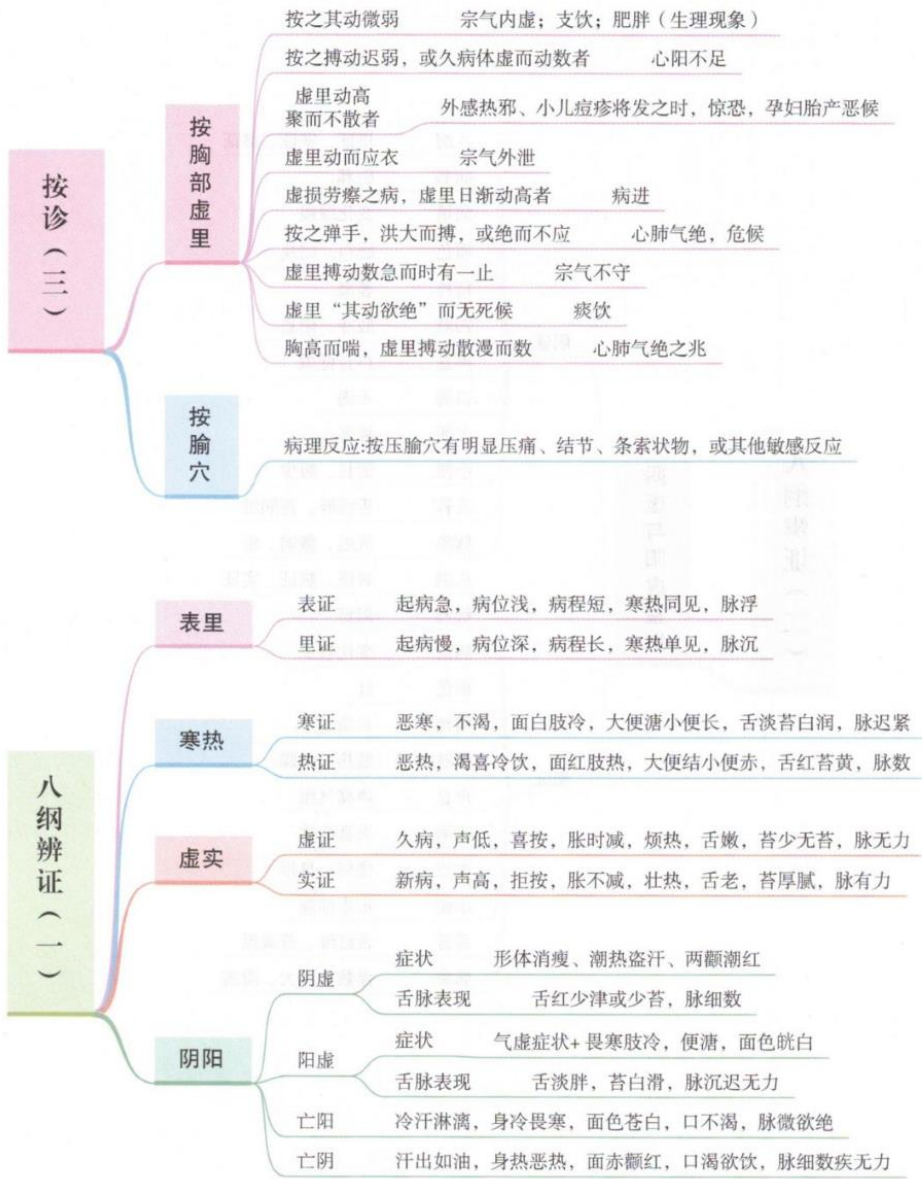 按诊（三）
按胸部虚里
按之其动微弱 宗气内虚；支饮；肥胖（生理现象）
按之搏动迟弱，或久病体虚而动数者 心阳不足
虚里动高
聚而不散者 外感热邪、小儿痘疹将发之时，惊恐，孕妇胎产恶候
虚里动而应衣 宗气外泄
虚损劳瘵之病，虚里日渐动高者 病进
按之弹手，洪大而搏，或绝而不应 心肺气绝，危候
虚里搏动数急而时有一止 宗气不守
虚里“其动欲绝”而无死候 痰饮
胸高而喘，虚里搏动散漫而数 心肺气绝之兆
按腧穴
病理反应:按压腧穴有明显压痛、结节、条索状物，或其他敏感反应
八纲辨证（一）
表里
表证 起病急，病位浅，病程短，寒热同见，脉浮
里证 起病慢，病位深，病程长，寒热单见，脉沉
寒热
寒证 恶寒，不渴，面白肢冷，大便溏小便长，舌淡苔白润，脉迟紧
热证 恶热，渴喜冷饮，面红肢热，大便结小便赤，舌红苔黄，脉数
虚实
虚证 久病，声低，喜按，胀时减，烦热，舌嫩，苔少无苔，脉无力
实证 新病，声高，拒按，胀不减，壮热，舌老，苔厚腻，脉有力
阴阳
阴虚
症状 形体消瘦、潮热盗汗、两颧潮红
舌脉表现 舌红少津或少苔，脉细数
阳虚
症状 气虚症状+畏寒肢冷，便溏，面色㿠白
舌脉表现 舌淡胖，苔白滑，脉沉迟无力
亡阳 冷汗淋漓，身冷畏寒，面色苍白，口不渴，脉微欲绝
亡阴 汗出如油，身热恶热，面赤颧红，口渴欲饮，脉细数疾无力